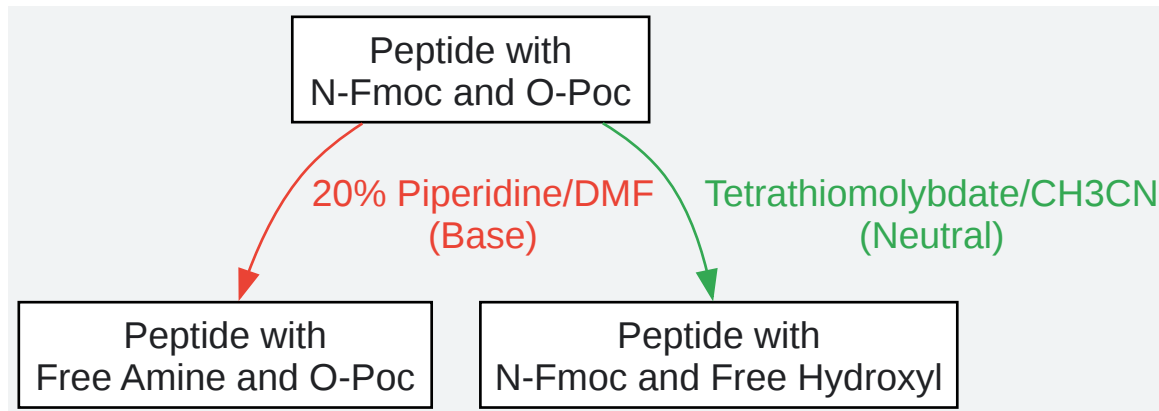 Peptide with
N-Fmoc and O-Poc
20% Piperidine/DMF
(Base)
Tetrathiomolybdate/CH3CN
(Neutral)
Peptide with
Free Amine and O-Poc
Peptide with
N-Fmoc and Free Hydroxyl